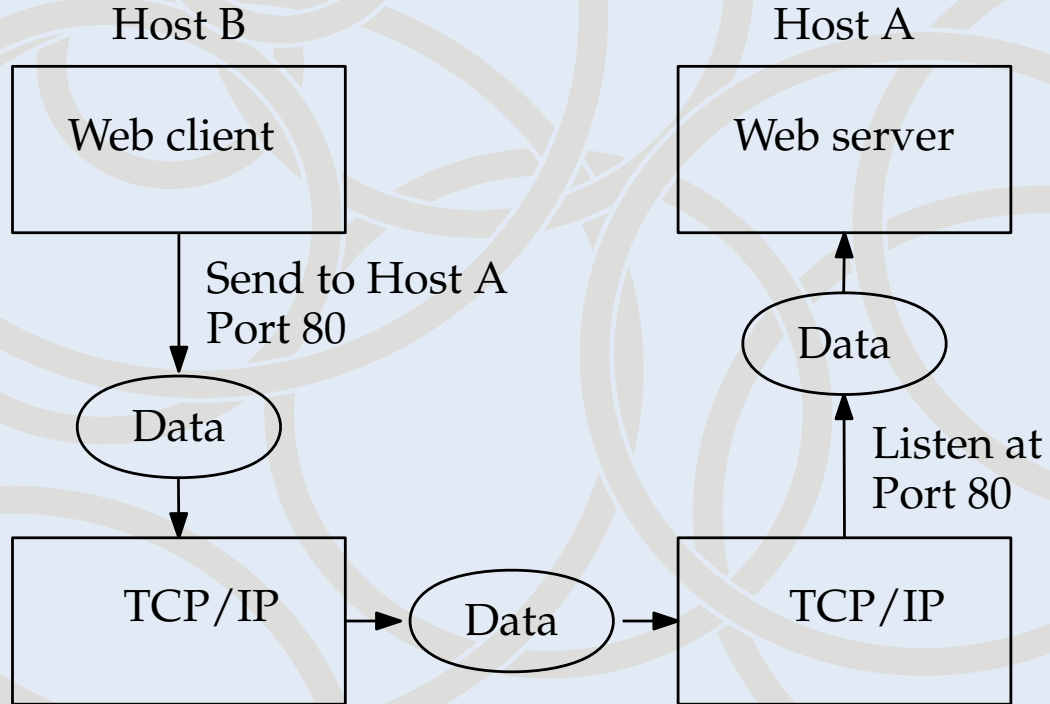 Host B
Host A
Web client
Web server
Send to Host A
Port 80
Data
Data
Listen at
Port 80
TCP/IP
Data
TCP/IP